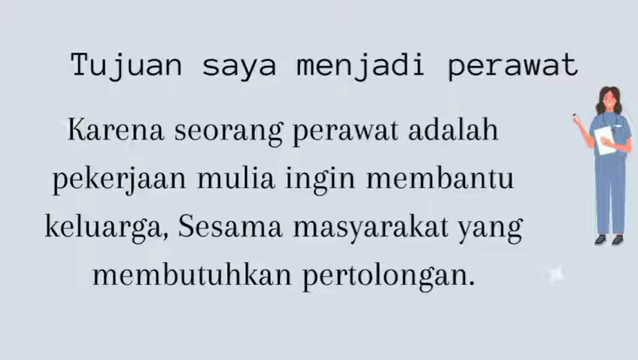 Tujuan saya menjadi perawat
Karena seorang perawat adalah
pekerjaan mulia ingin membantu
keluarga, Sesama masyarakat yang
membutuhkan pertolongan.